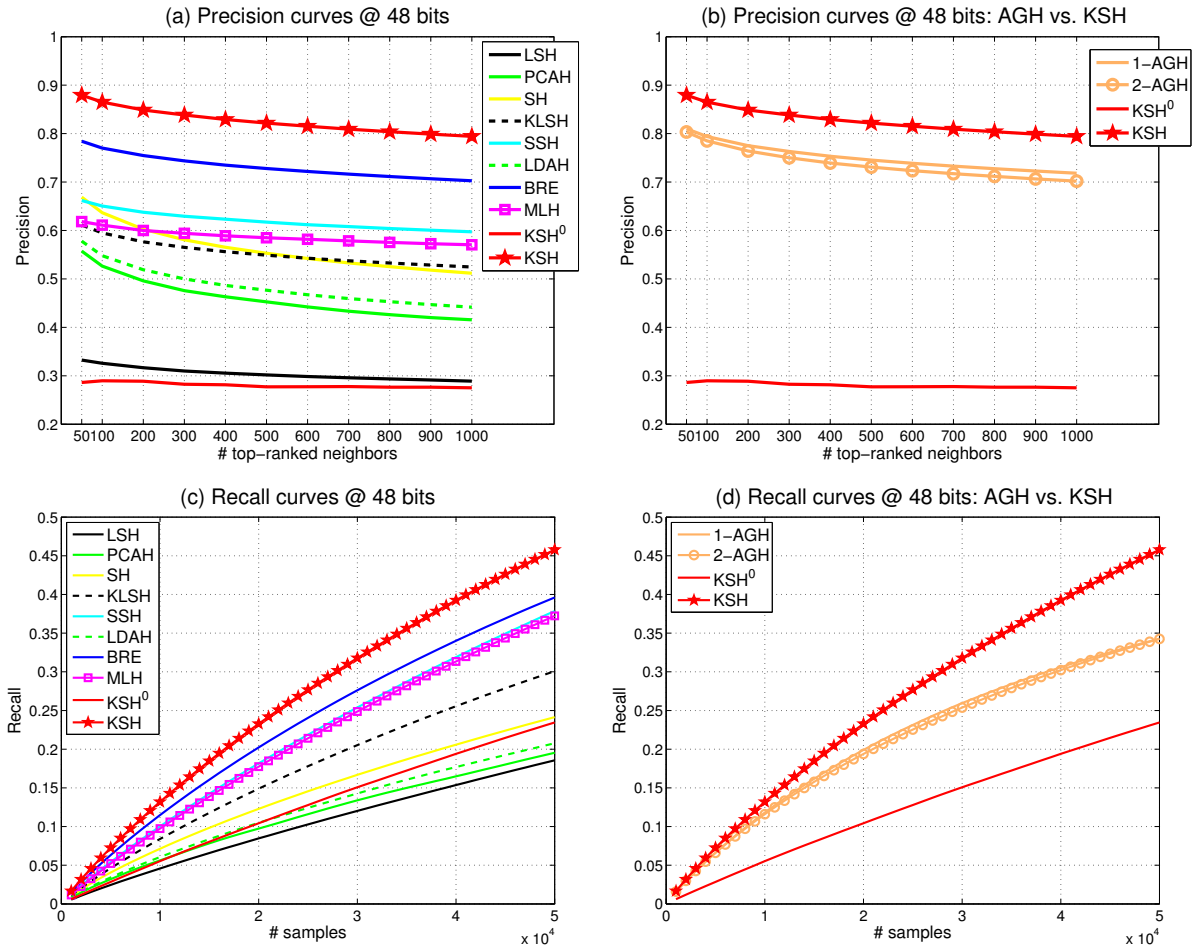 (a) Precision curves @ 48 bits
1
0.9
0.8
0.7
0.6
0.5
0.4
0.3
0.2
Precision
50 100 200 300 400 500 600 700 800 900 1000
# top-ranked neighbors
LSH
PCAH
SH
KLSH
SSH
LDAH
BRE
MLH
KSH⁰
KSH
(b) Precision curves @ 48 bits: AGH vs. KSH
1
0.9
0.8
0.7
0.6
0.5
0.4
0.3
0.2
Precision
50 100 200 300 400 500 600 700 800 900 1000
# top-ranked neighbors
1-AGH
2-AGH
KSH⁰
KSH
(c) Recall curves @ 48 bits
0.5
0.45
0.4
0.35
0.3
0.25
0.2
0.15
0.1
0.05
0
Recall
0 1 2 3 4 5
# samples
x 10⁴
LSH
PCAH
SH
KLSH
SSH
LDAH
BRE
MLH
KSH⁰
KSH
(d) Recall curves @ 48 bits: AGH vs. KSH
0.5
0.45
0.4
0.35
0.3
0.25
0.2
0.15
0.1
0.05
0
Recall
0 1 2 3 4 5
# samples
x 10⁴
1-AGH
2-AGH
KSH⁰
KSH